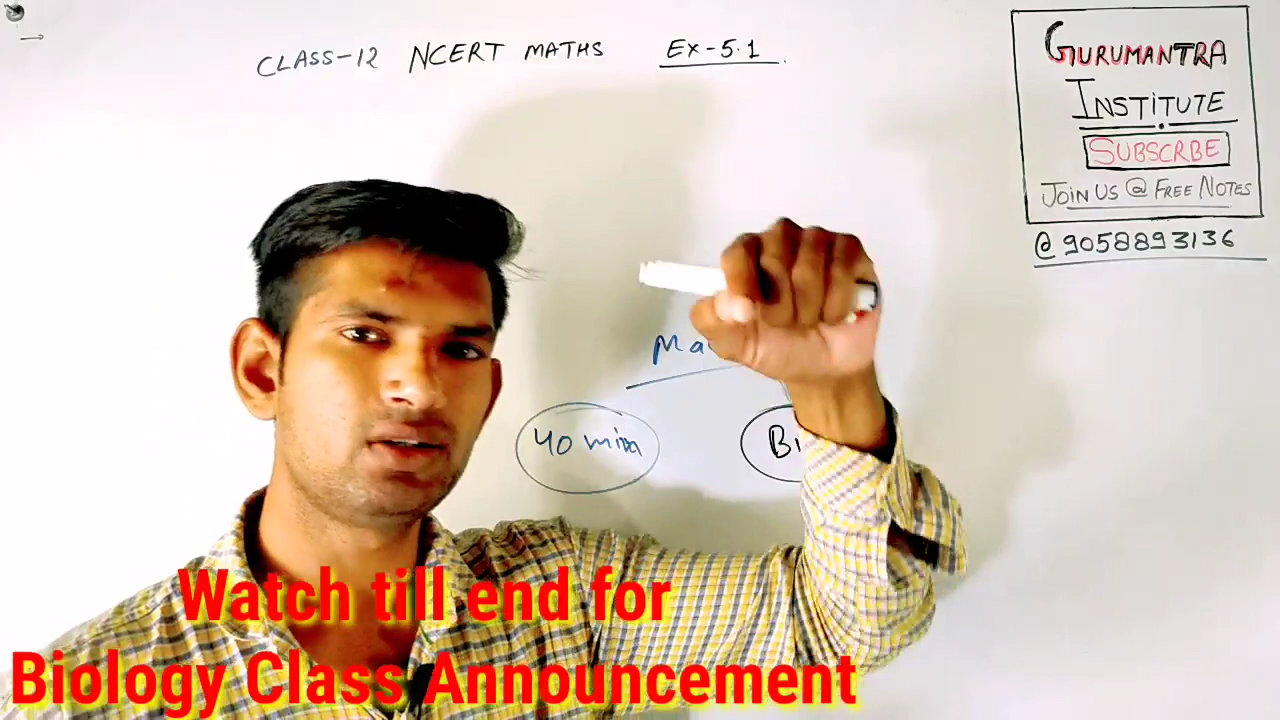 CLASS-12 NCERT MATHS Ex-5.1
GURUMANTRA
INSTITUTE
SUBSCRBE
JOIN US @ FREE NOTES
@ 9058893136
40 min
Watch till end for
Biology Class Announcement